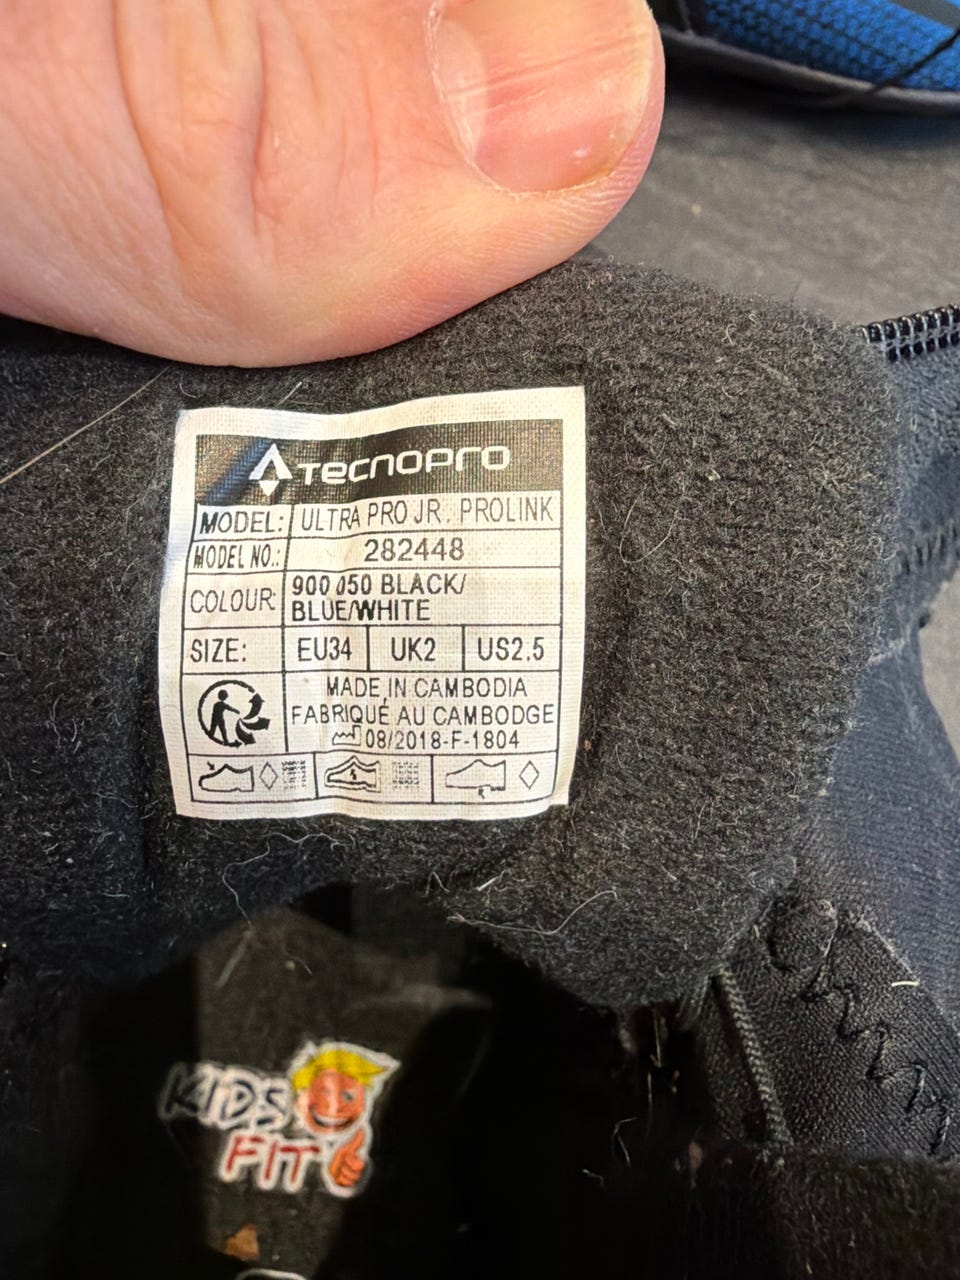 TECNOPRO
MODEL: ULTRA PRO JR. PROLINK
MODEL NO.: 282448
COLOUR: 900 050 BLACK/
BLUE/WHITE
SIZE: EU34 UK2 US2.5
MADE IN CAMBODIA
FABRIQUÉ AU CAMBODGE
08/2018-F-1804
KIDS
FIT